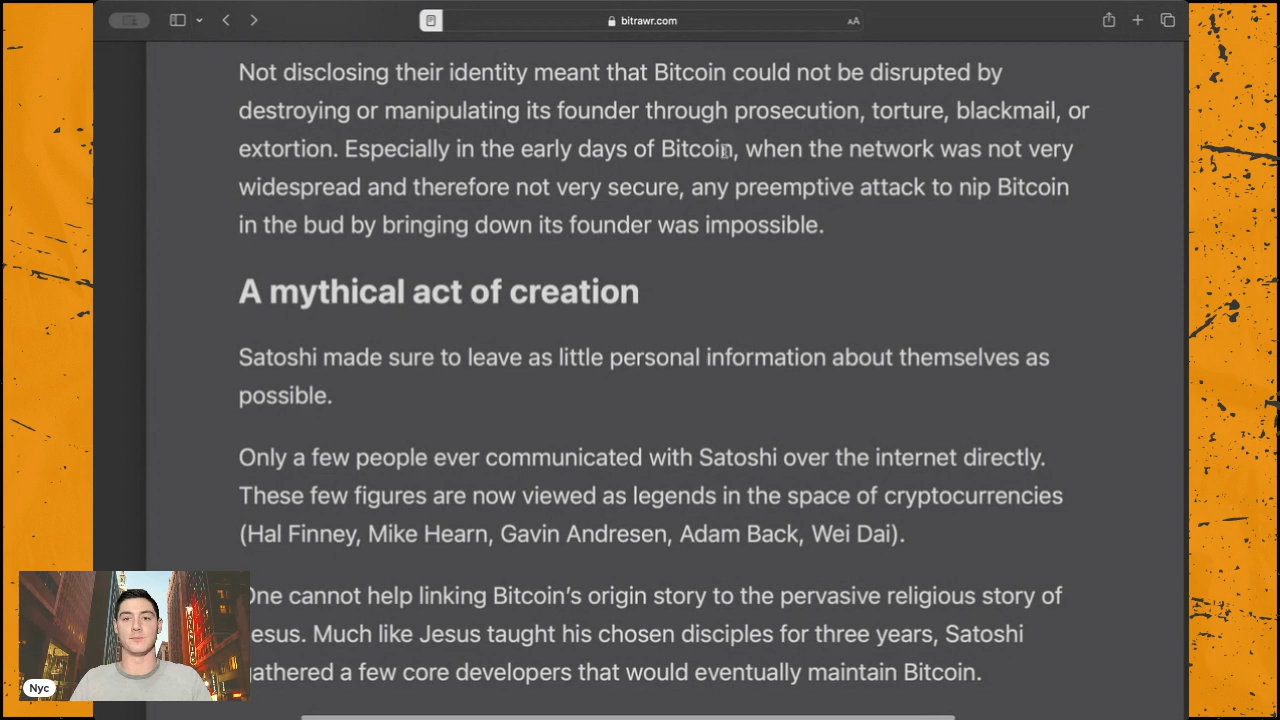 bitrawr.com
AA
Not disclosing their identity meant that Bitcoin could not be disrupted by
destroying or manipulating its founder through prosecution, torture, blackmail, or
extortion. Especially in the early days of Bitcoin, when the network was not very
widespread and therefore not very secure, any preemptive attack to nip Bitcoin
in the bud by bringing down its founder was impossible.
A mythical act of creation
Satoshi made sure to leave as little personal information about themselves as
possible.
Only a few people ever communicated with Satoshi over the internet directly.
These few figures are now viewed as legends in the space of cryptocurrencies
(Hal Finney, Mike Hearn, Gavin Andresen, Adam Back, Wei Dai).
One cannot help linking Bitcoin's origin story to the pervasive religious story of
esus. Much like Jesus taught his chosen disciples for three years, Satoshi
athered a few core developers that would eventually maintain Bitcoin.
Nyc